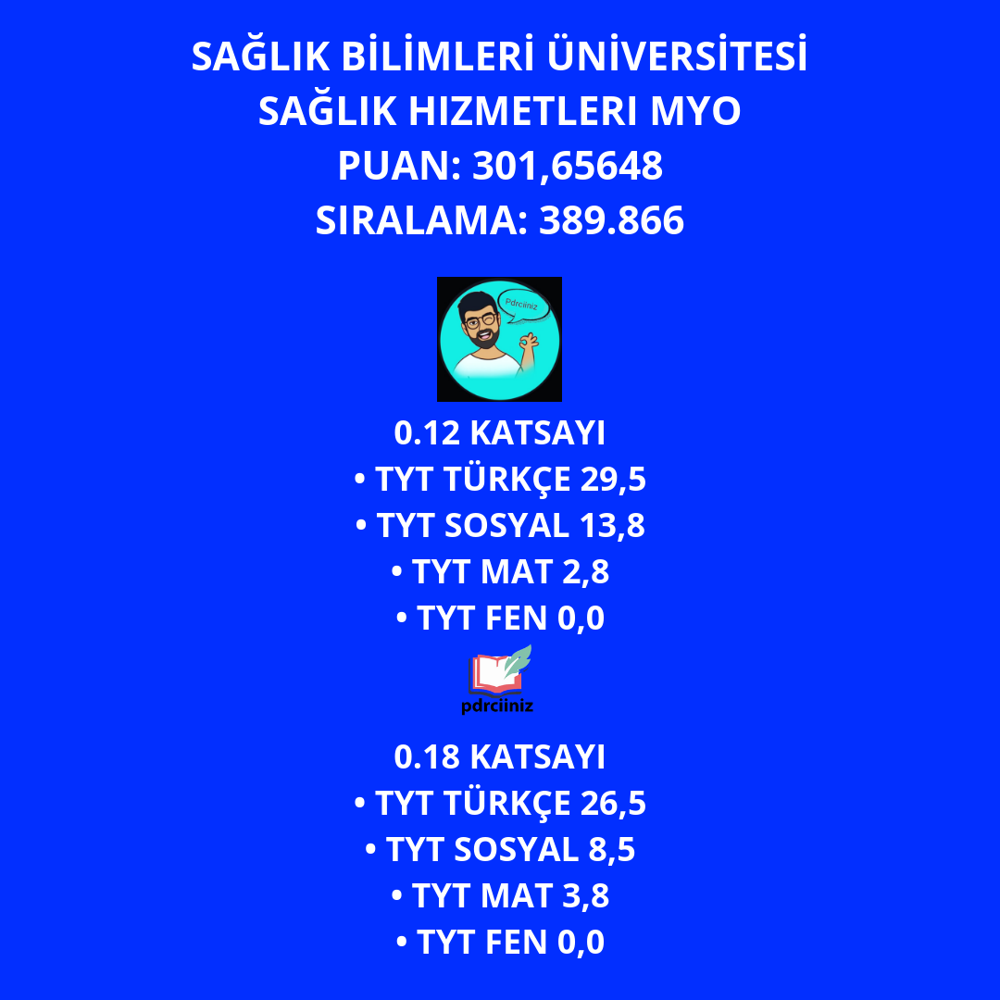 SAĞLIK BİLİMLERİ ÜNİVERSİTESİ
SAĞLIK HIZMETLERI MYO
PUAN: 301,65648
SIRALAMA: 389.866
Pdrciiniz
0.12 KATSAYI
• TYT TÜRKÇE 29,5
• TYT SOSYAL 13,8
• TYT MAT 2,8
• TYT FEN 0,0
pdrciiniz
0.18 KATSAYI
• TYT TÜRKÇE 26,5
• TYT SOSYAL 8,5
• TYT MAT 3,8
• TYT FEN 0,0